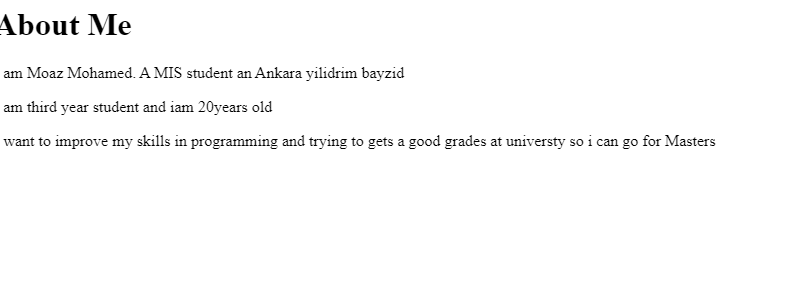 About Me
am Moaz Mohamed. A MIS student an Ankara yilidrim bayzid
am third year student and iam 20years old
want to improve my skills in programming and trying to gets a good grades at universty so i can go for Masters